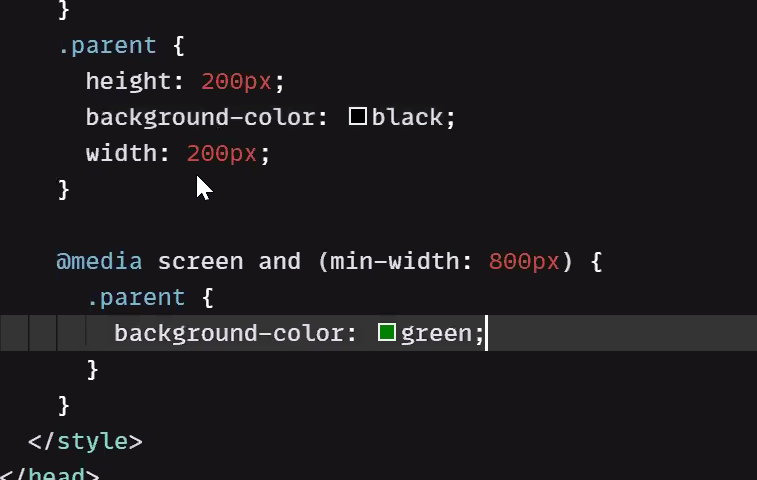 }
.parent {
height: 200px;
background-color: black;
width: 200px;
}
@media screen and (min-width: 800px) {
.parent {
background-color: green;
}
}
</style>
</head>